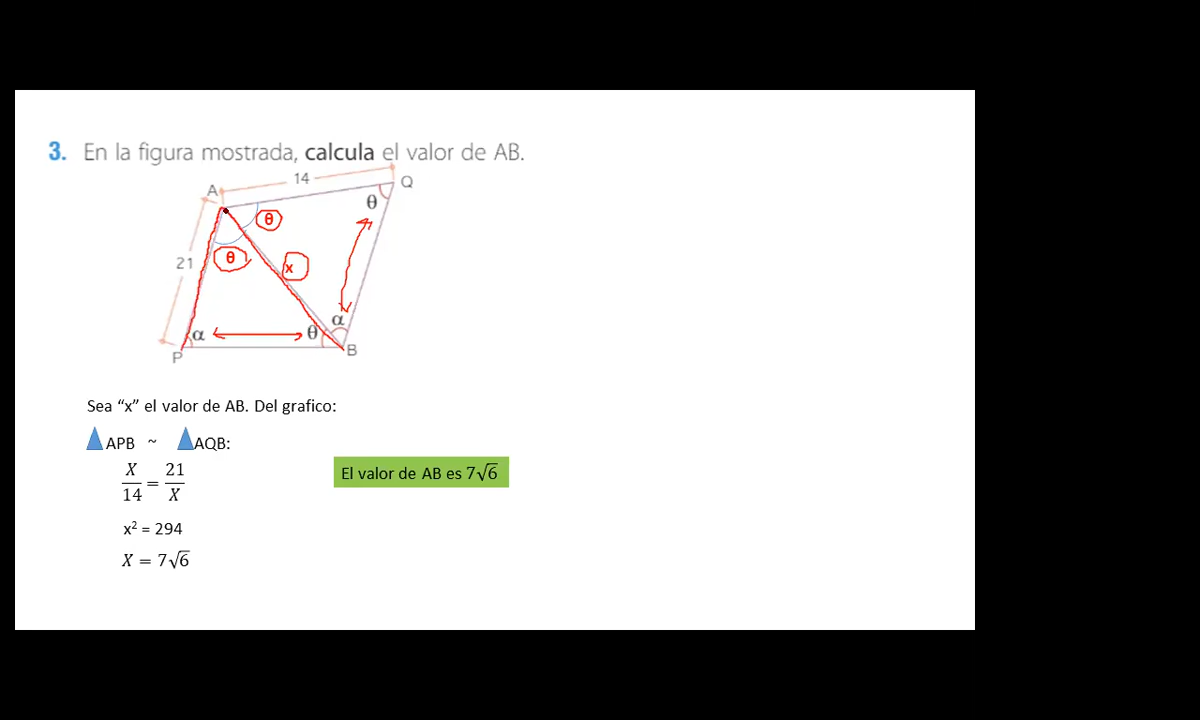 3. En la figura mostrada, calcula el valor de AB.
14
A
Q
θ
θ
21
θ
x
α
θ
α
P
B
Sea “x” el valor de AB. Del grafico:
APB ~ AQB:
X/14 = 21/X
El valor de AB es 7√6
x² = 294
X = 7√6